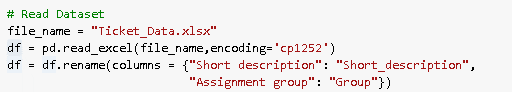 # Read Dataset
file_name = "Ticket_Data.xlsx"
df = pd.read_excel(file_name,encoding='cp1252')
df = df.rename(columns = {"Short description": "Short_description",
"Assignment group": "Group"})